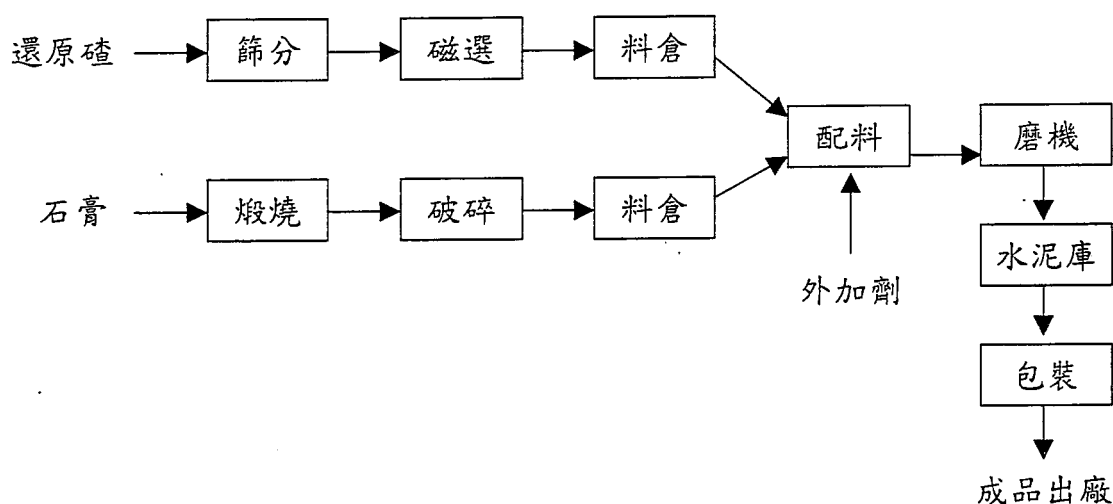 還原碴
篩分
磁選
料倉
配料
磨機
石膏
煅燒
破碎
料倉
外加劑
水泥庫
包裝
成品出廠